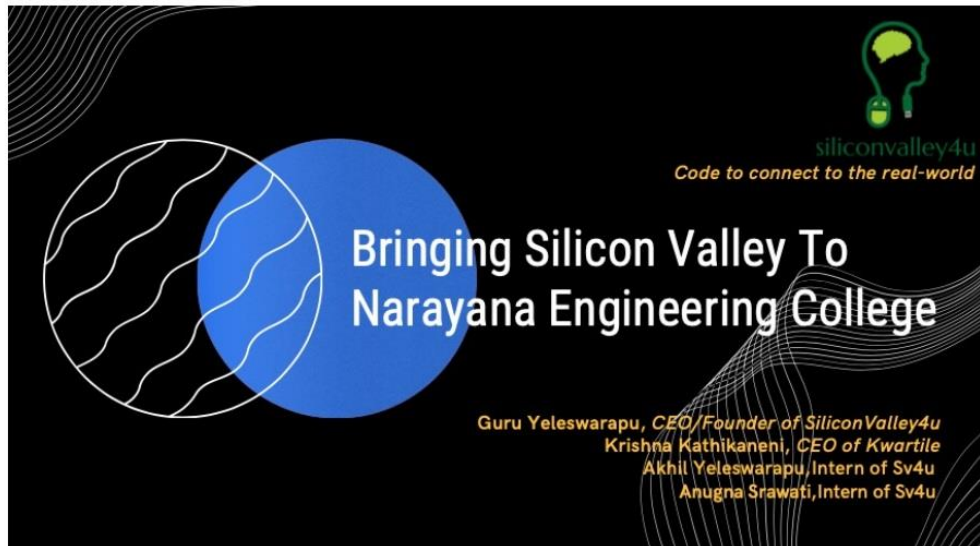 siliconvalley4u
Code to connect to the real-world
Bringing Silicon Valley To
Narayana Engineering College
Guru Yeleswarapu, CEO/Founder of SiliconValley4u
Krishna Kathikaneni, CEO of Kwartile
Akhil Yeleswarapu,Intern of Sv4u
Anugna Srawati,Intern of Sv4u